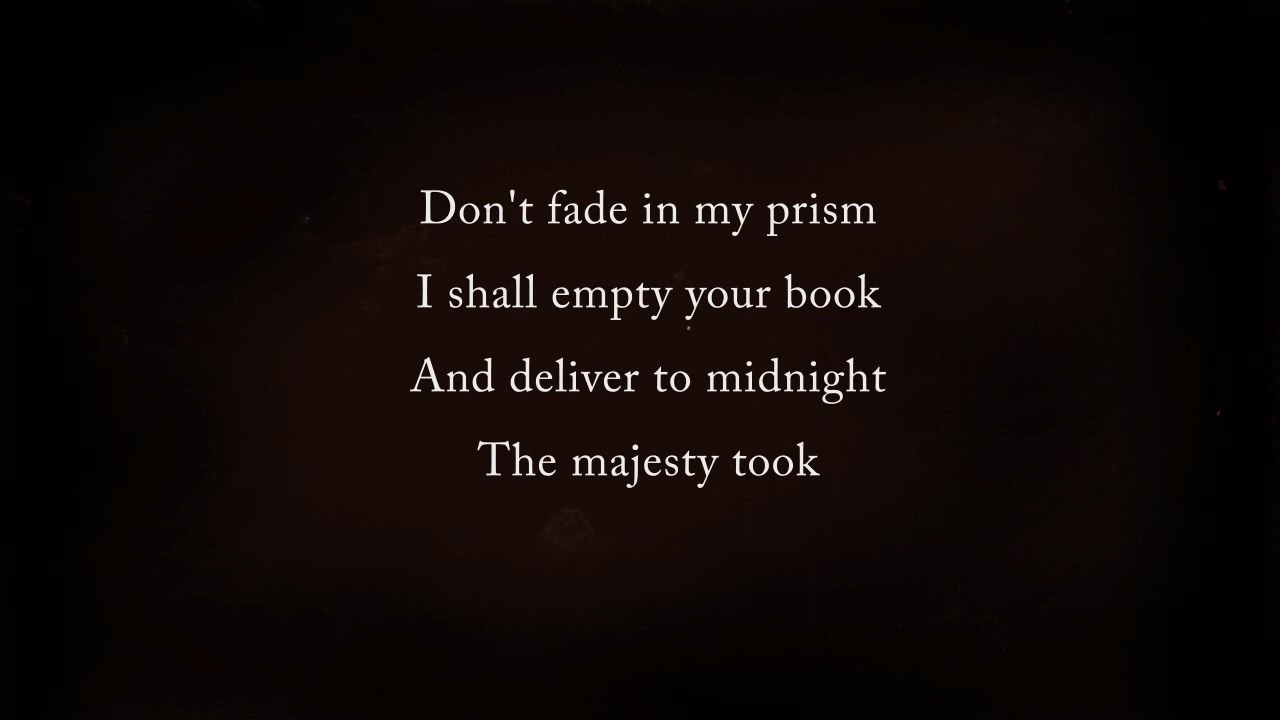 Don't fade in my prism
I shall empty your book
And deliver to midnight
The majesty took